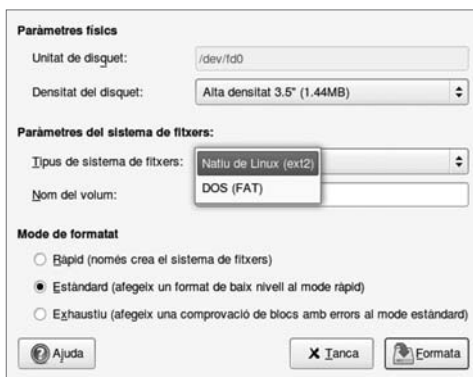 Paràmetres físics
Unitat de disquet: /dev/fd0
Densitat del disquet: Alta densitat 3.5" (1.44MB)
Paràmetres del sistema de fitxers:
Tipus de sistema de fitxers: Natiu de Linux (ext2)
DOS (FAT)
Nom del volum:
Mode de formatat
Ràpid (només crea el sistema de fitxers)
Estàndard (afegeix un format de baix nivell al mode ràpid)
Exhaustiu (afegeix una comprovació de blocs amb errors al mode estàndard)
Ajuda Tanca Formata